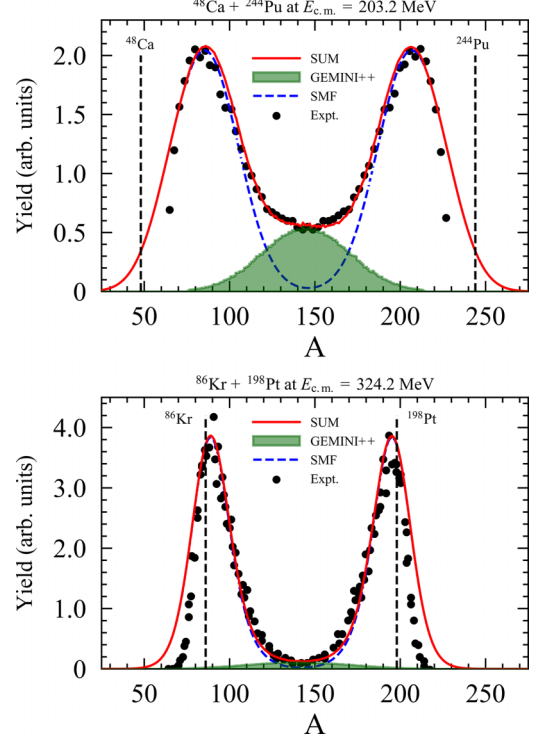 ⁴⁸Ca + ²⁴⁴Pu at E_c.m. = 203.2 MeV
⁴⁸Ca
²⁴⁴Pu
SUM
GEMINI++
SMF
Expt.
2.0
1.5
1.0
0.5
0
Yield (arb. units)
50 100 150 200 250
A
⁸⁶Kr + ¹⁹⁸Pt at E_c.m. = 324.2 MeV
⁸⁶Kr
¹⁹⁸Pt
SUM
GEMINI++
SMF
Expt.
4.0
3.0
2.0
1.0
0
Yield (arb. units)
50 100 150 200 250
A